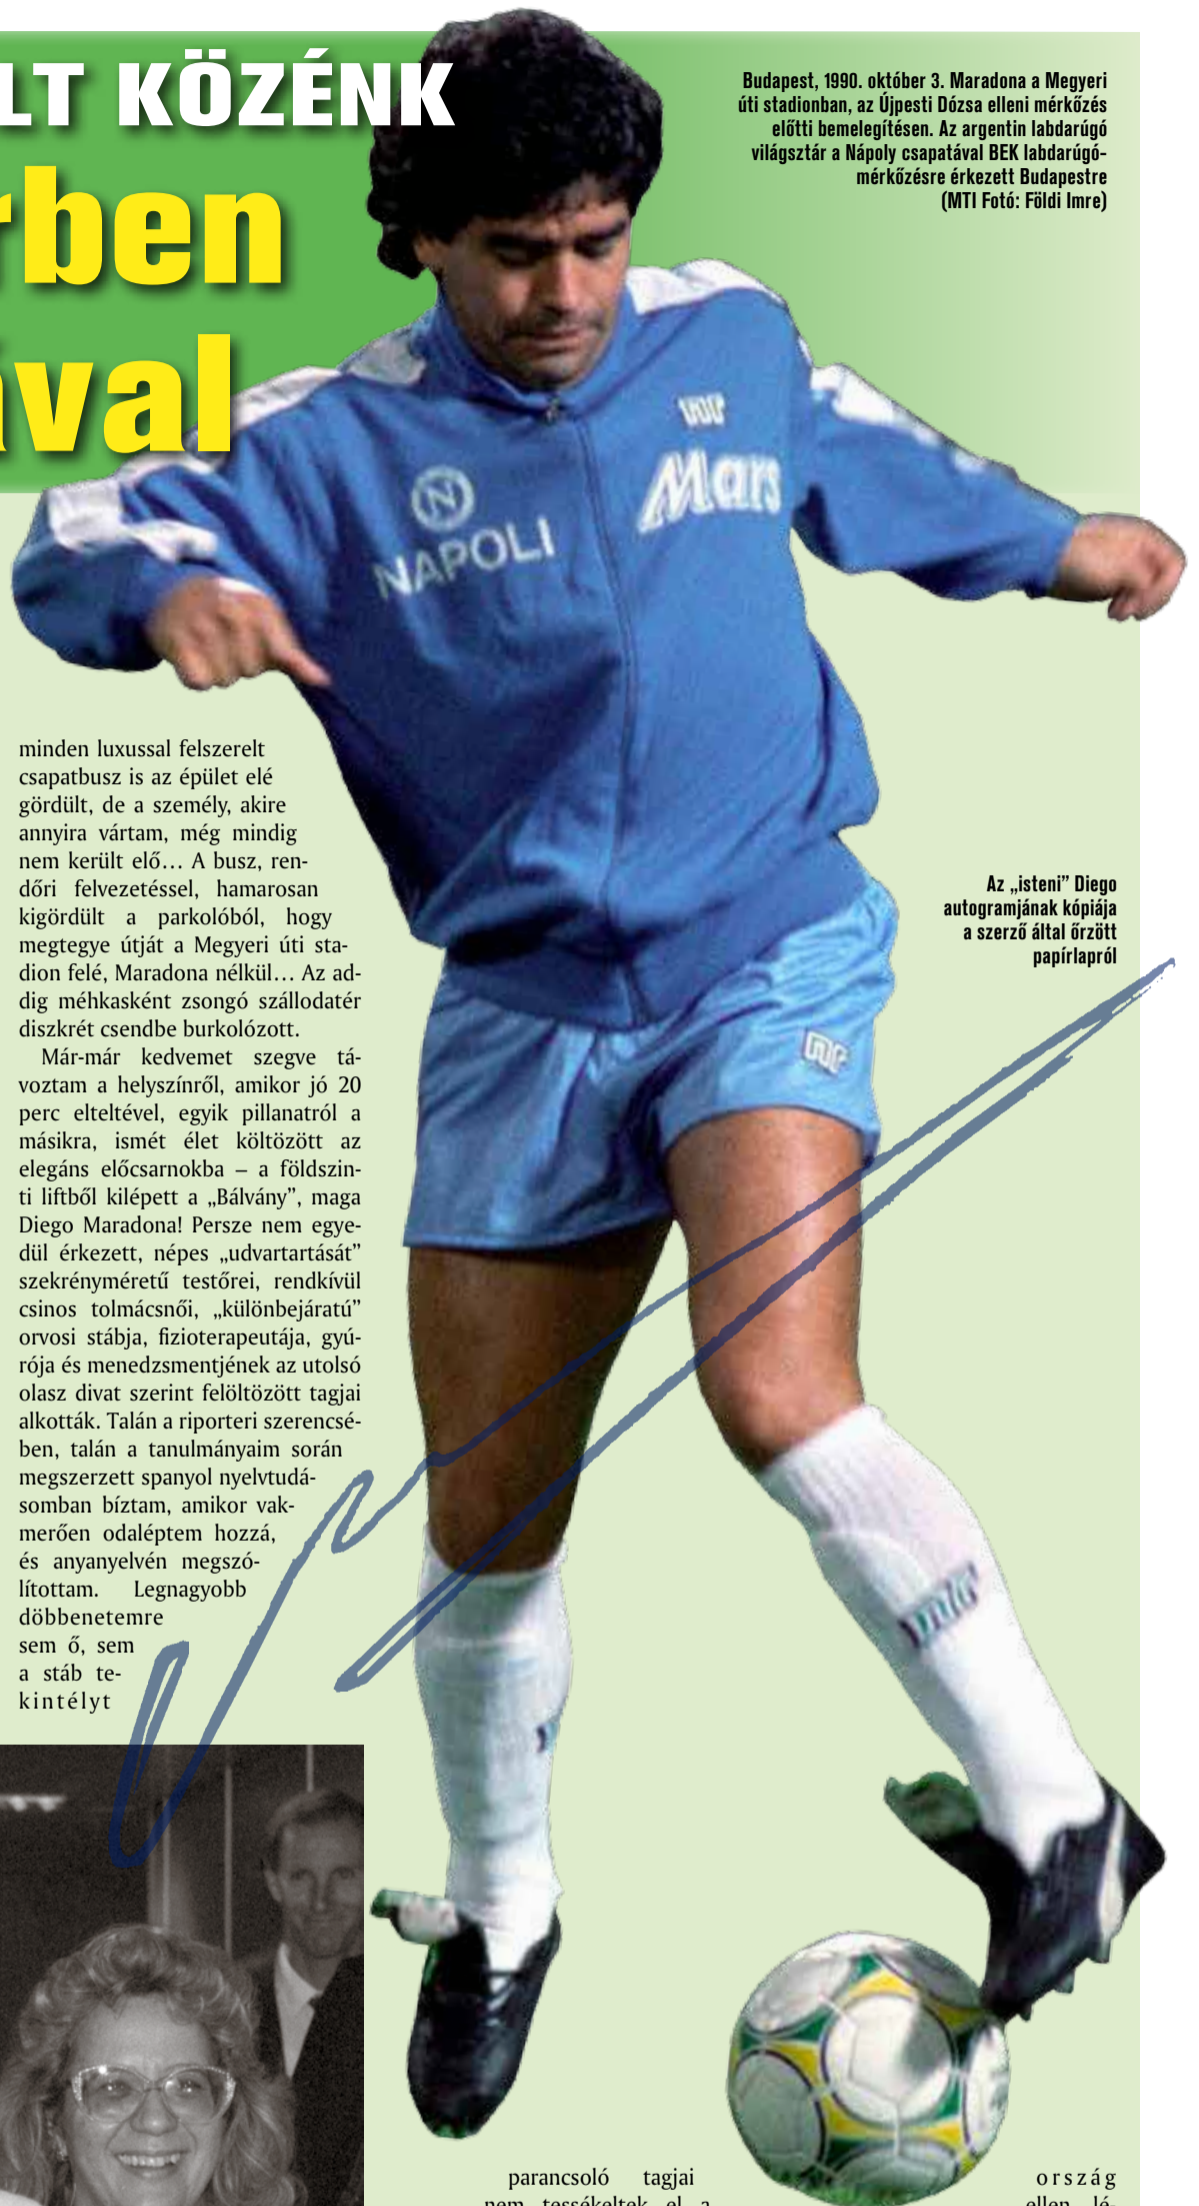 LT KÖZÉNK
rben
ával
Budapest, 1990. október 3. Maradona a Megyeri
úti stadionban, az Újpesti Dózsa elleni mérkőzés
előtti bemelegítésen. Az argentin labdarúgó
világsztár a Nápoly csapatával BEK labdarúgó-
mérkőzésre érkezett Budapestre
(MTI Fotó: Földi Imre)
Mars
N
NAPOLI
minden luxussal felszerelt
csapatbusz is az épület elé
gördült, de a személy, akire
annyira vártam, még mindig
nem került elő… A busz, ren-
dőri felvezetéssel, hamarosan
kigördült a parkolóból, hogy
megtegye útját a Megyeri úti sta-
dion felé, Maradona nélkül… Az ad-
dig méhkasként zsongó szállodatér
diszkrét csendbe burkolózott.
Már-már kedvemet szegve tá-
voztam a helyszínről, amikor jó 20
perc elteltével, egyik pillanatról a
másikra, ismét élet költözött az
elegáns előcsarnokba – a földszin-
ti liftből kilépett a „Bálvány”, maga
Diego Maradona! Persze nem egye-
dül érkezett, népes „udvartartását”
szekrényméretű testőrei, rendkívül
csinos tolmácsnői, „különbejáratú”
orvosi stábja, fizioterapeutája, gyú-
rója és menedzsmentjének az utolsó
olasz divat szerint felöltözött tagjai
alkották. Talán a riporteri szerencsé-
ben, talán a tanulmányaim során
megszerzett spanyol nyelvtudá-
somban bíztam, amikor vak-
merően odaléptem hozzá,
és anyanyelvén megszó-
lítottam. Legnagyobb
döbbenetemre
sem ő, sem
a stáb te-
kintélyt
Az „isteni” Diego
autogramjának kópiája
a szerző által őrzött
papírlapról
parancsoló tagjai
nem tessékeltek el a
ország
ellen lé-